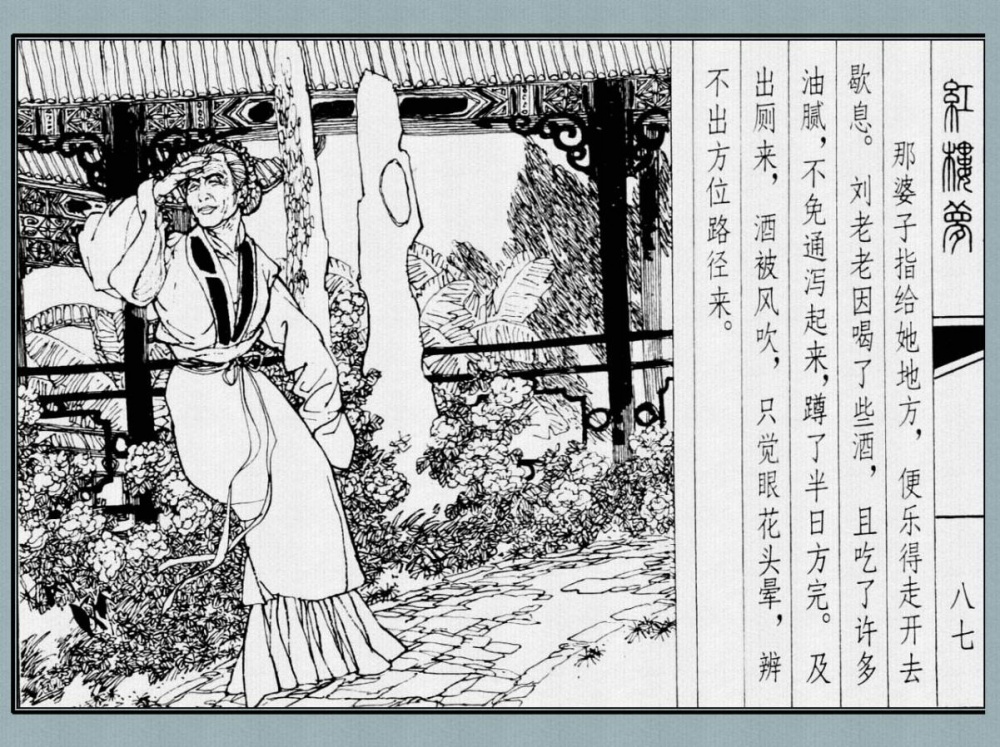 紅樓夢
八七
那婆子指给她地方，便乐得走开去
歇息。刘老老因喝了些酒，且吃了许多
油腻，不免通泻起来，蹲了半日方完。及
出厕来，酒被风吹，只觉眼花头晕，辨
不出方位路径来。